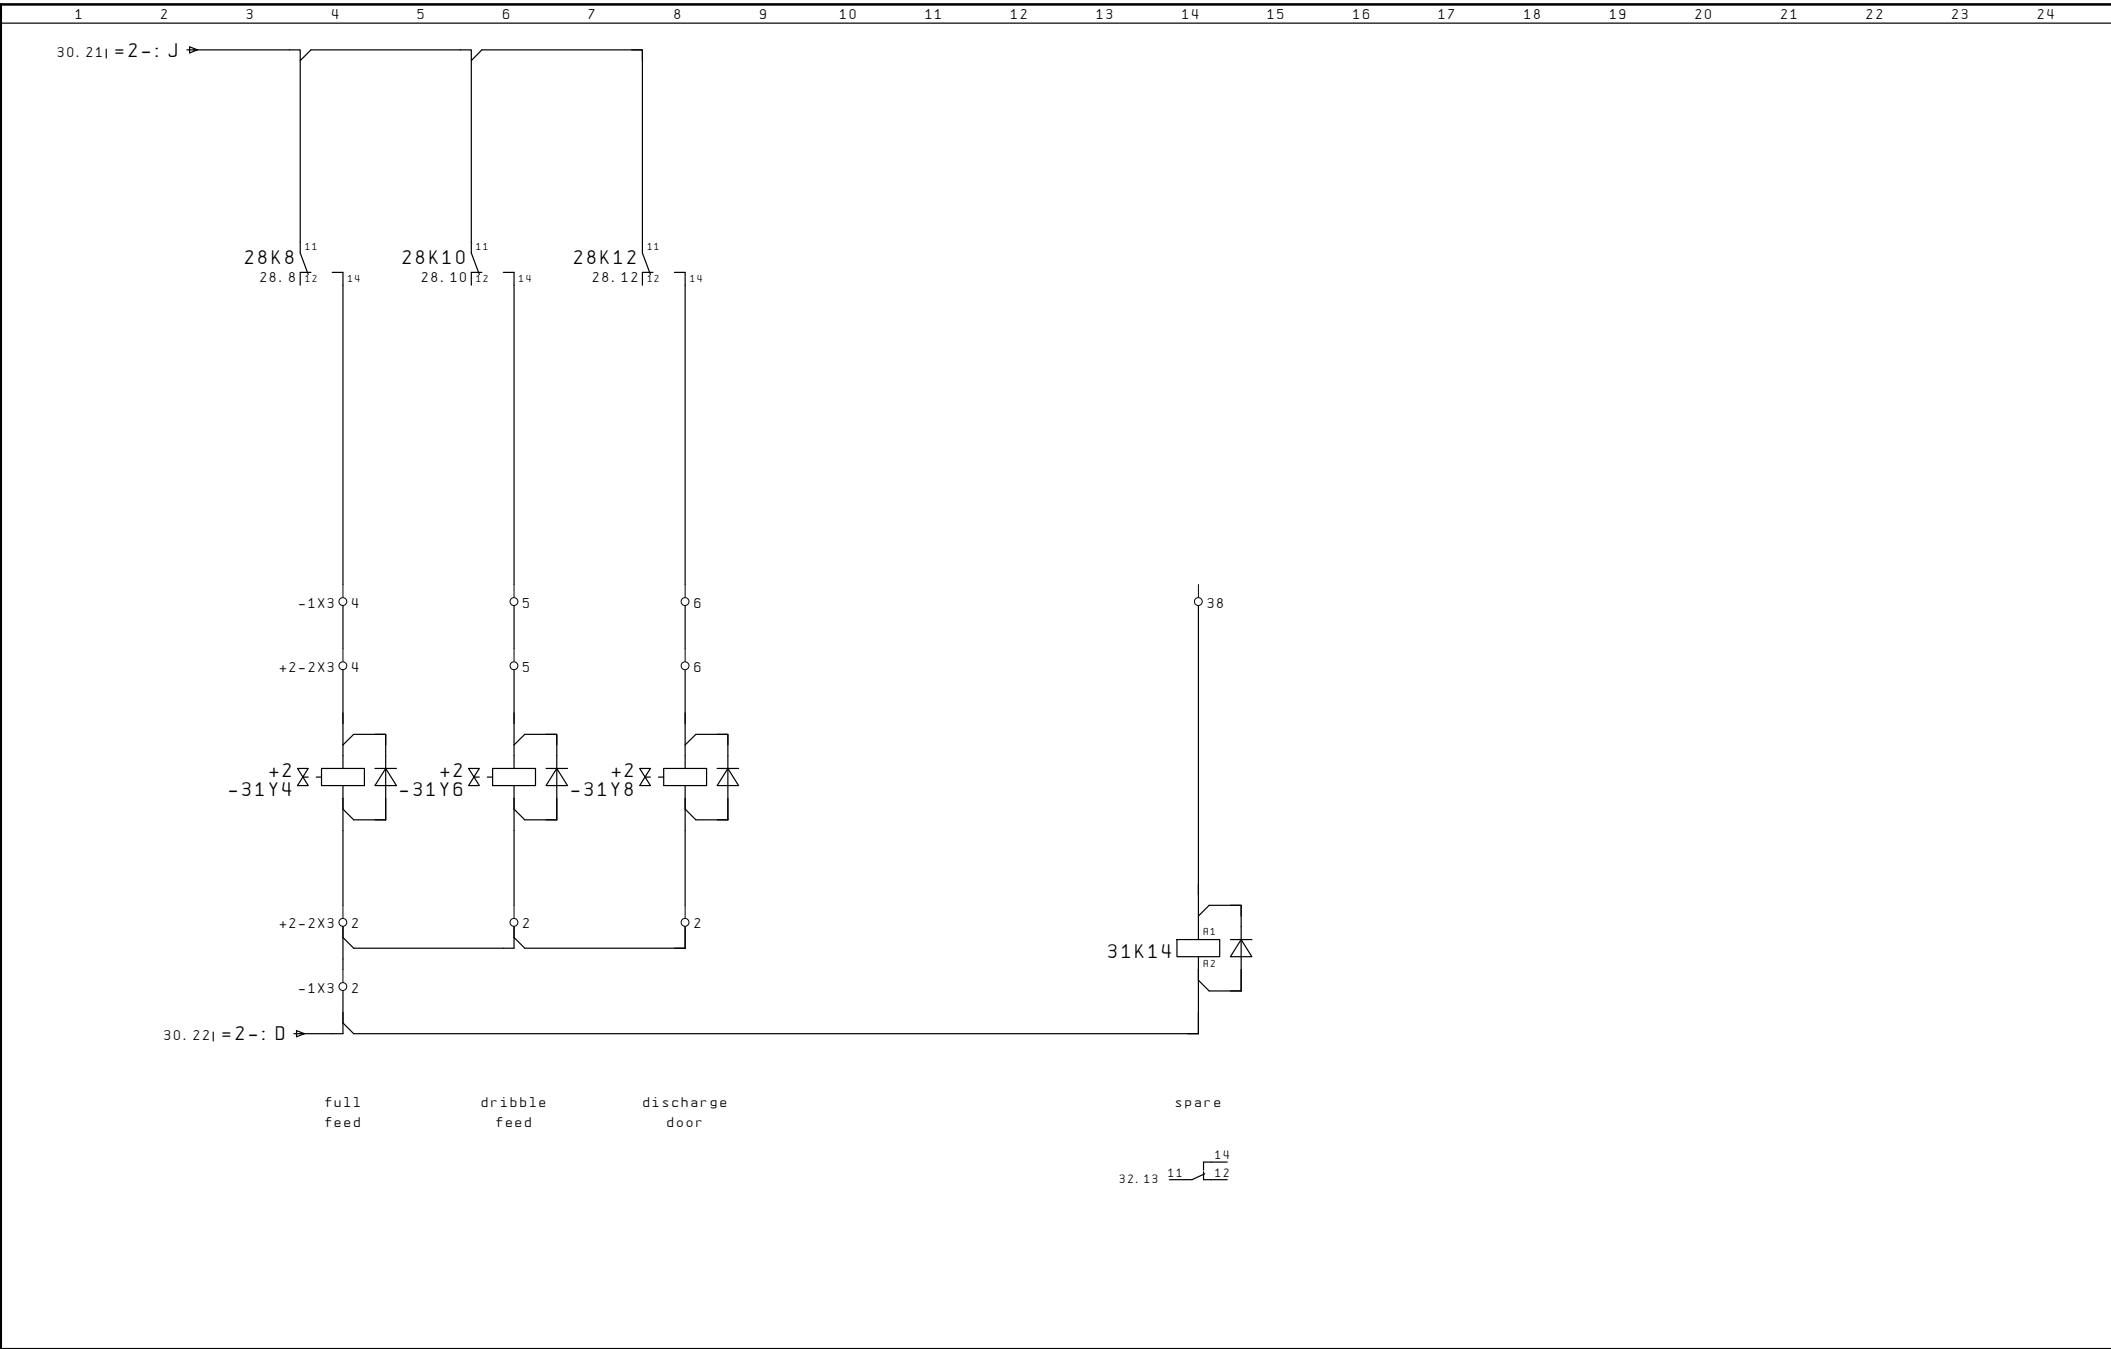 1 2 3 4 5 6 7 8 9 10 11 12 13 14 15 16 17 18 19 20 21 22 23 24
30.21| =2-: J
28K8 11 28K10 11 28K12 11
28.8 12 14 28.10 12 14 28.12 12 14
-1X3 4 5 6 38
+2-2X3 4 5 6
+2 +2 +2
-31Y4 -31Y6 -31Y8
+2-2X3 2 2 2
A1
31K14
A2
-1X3 2
30.22| =2-: D
full dribble discharge spare
feed feed door
14
32.13 11 12